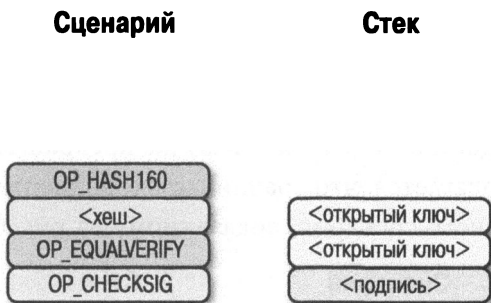 Сценарий
Стек
OP_HASH160
<хеш>
<открытый ключ>
OP_EQUALVERIFY
<открытый ключ>
OP_CHECKSIG
<подпись>